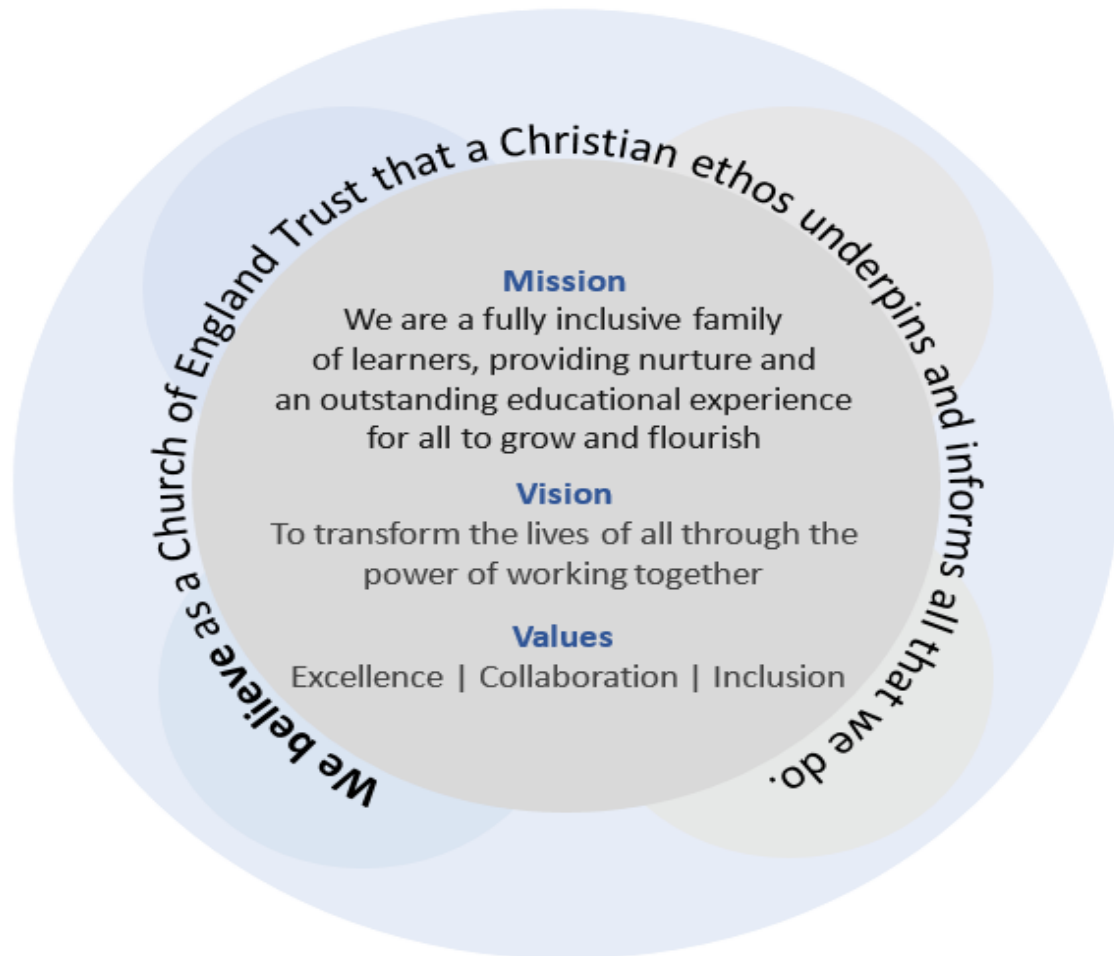 We believe as a Church of England Trust that a Christian ethos underpins and informs all that we do.
Mission
We are a fully inclusive family
of learners, providing nurture and
an outstanding educational experience
for all to grow and flourish
Vision
To transform the lives of all through the
power of working together
Values
Excellence | Collaboration | Inclusion